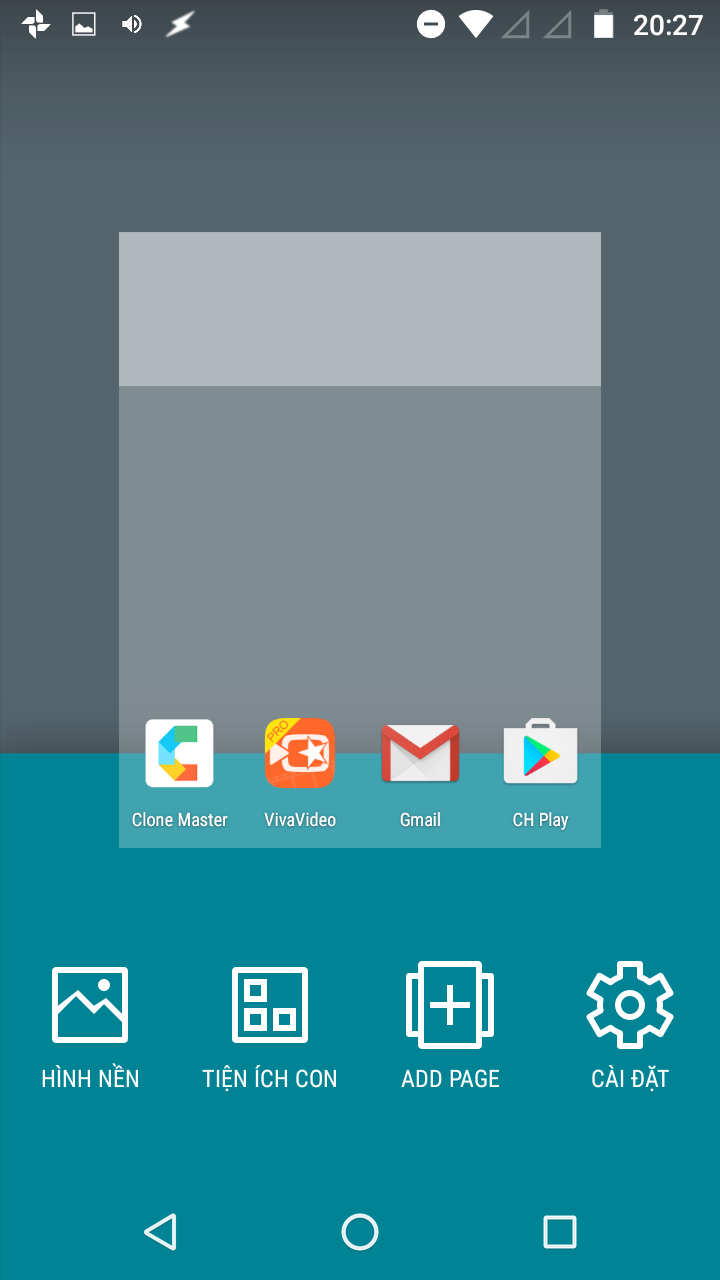 20:27
PRO
Clone Master
VivaVideo
Gmail
CH Play
HÌNH NỀN
TIỆN ÍCH CON
ADD PAGE
CÀI ĐẶT